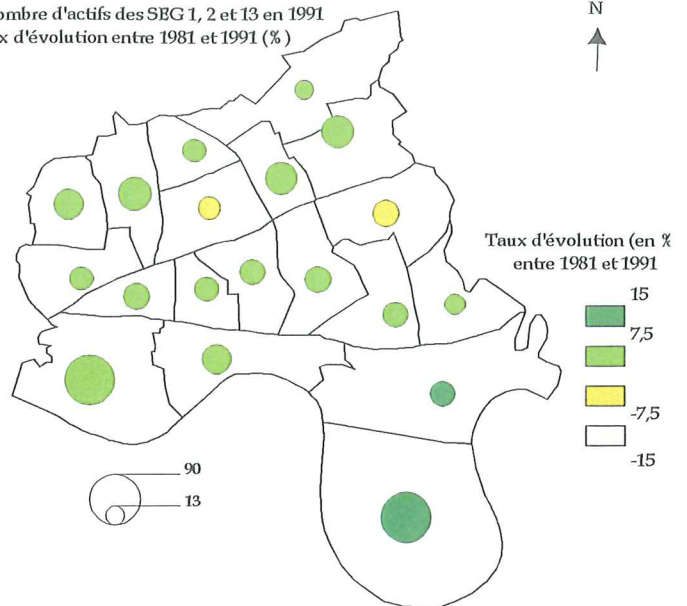 ombre d'actifs des SEG 1, 2 et 13 en 1991
x d'évolution entre 1981 et 1991 (%)
N
Taux d'évolution (en %
entre 1981 et 1991
15
7,5
-7,5
-15
90
13